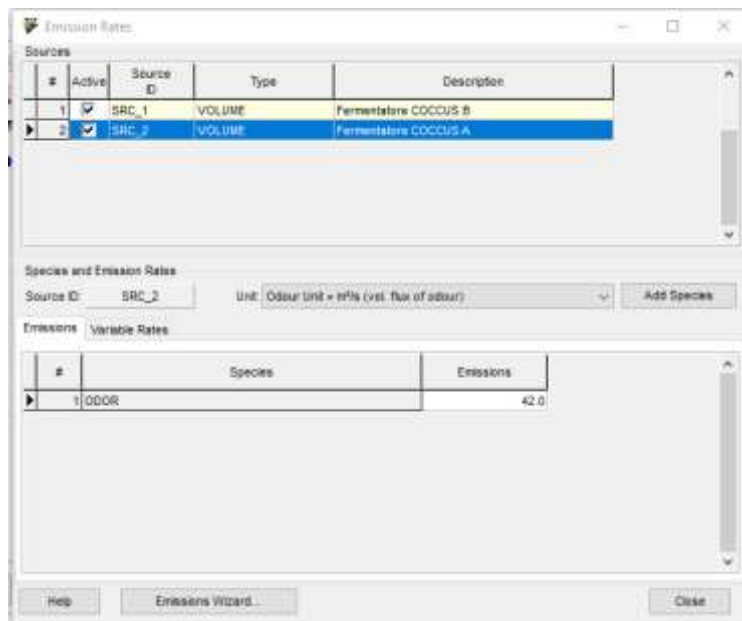 Emission Rates
Sources
# Active Source ID Type Description
1 SRC_1 VOLUME Fermentatore COCCUS B
2 SRC_2 VOLUME Fermentatore COCCUS A
Species and Emission Rates
Source ID: SRC_2 Unit: Odour Unit * m³/s (vol. flux of odour) Add Species
Emissions Variable Rates
# Species Emissions
1 ODOR 42.0
Help Emissions Wizard... Close